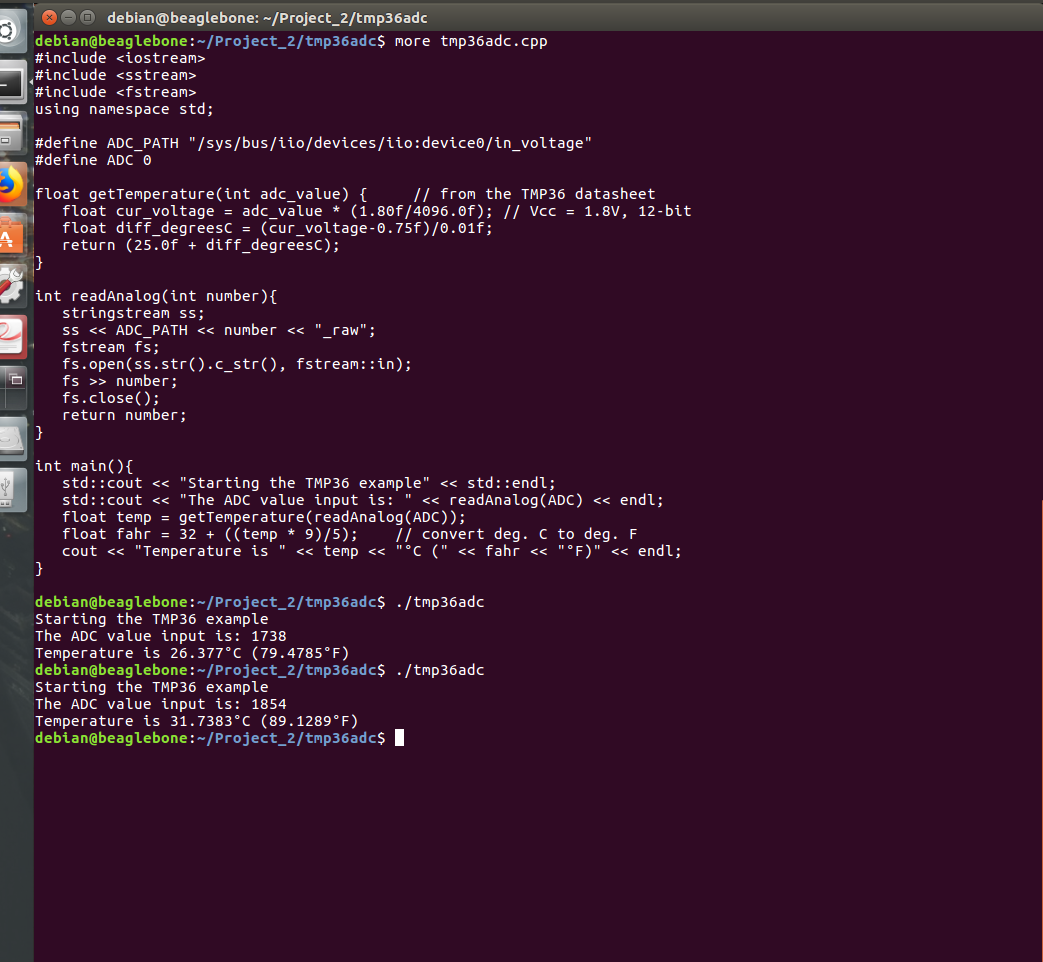 debian@beaglebone: ~/Project_2/tmp36adc
debian@beaglebone:~/Project_2/tmp36adc$ more tmp36adc.cpp
#include <iostream>
#include <sstream>
#include <fstream>
using namespace std;

#define ADC_PATH "/sys/bus/iio/devices/iio:device0/in_voltage"
#define ADC 0

float getTemperature(int adc_value) {     // from the TMP36 datasheet
   float cur_voltage = adc_value * (1.80f/4096.0f); // Vcc = 1.8V, 12-bit
   float diff_degreesC = (cur_voltage-0.75f)/0.01f;
   return (25.0f + diff_degreesC);
}

int readAnalog(int number){
   stringstream ss;
   ss << ADC_PATH << number << "_raw";
   fstream fs;
   fs.open(ss.str().c_str(), fstream::in);
   fs >> number;
   fs.close();
   return number;
}

int main(){
   std::cout << "Starting the TMP36 example" << std::endl;
   std::cout << "The ADC value input is: " << readAnalog(ADC) << endl;
   float temp = getTemperature(readAnalog(ADC));
   float fahr = 32 + ((temp * 9)/5);    // convert deg. C to deg. F
   cout << "Temperature is " << temp << "°C (" << fahr << "°F)" << endl;
}

debian@beaglebone:~/Project_2/tmp36adc$ ./tmp36adc
Starting the TMP36 example
The ADC value input is: 1738
Temperature is 26.377°C (79.4785°F)
debian@beaglebone:~/Project_2/tmp36adc$ ./tmp36adc
Starting the TMP36 example
The ADC value input is: 1854
Temperature is 31.7383°C (89.1289°F)
debian@beaglebone:~/Project_2/tmp36adc$